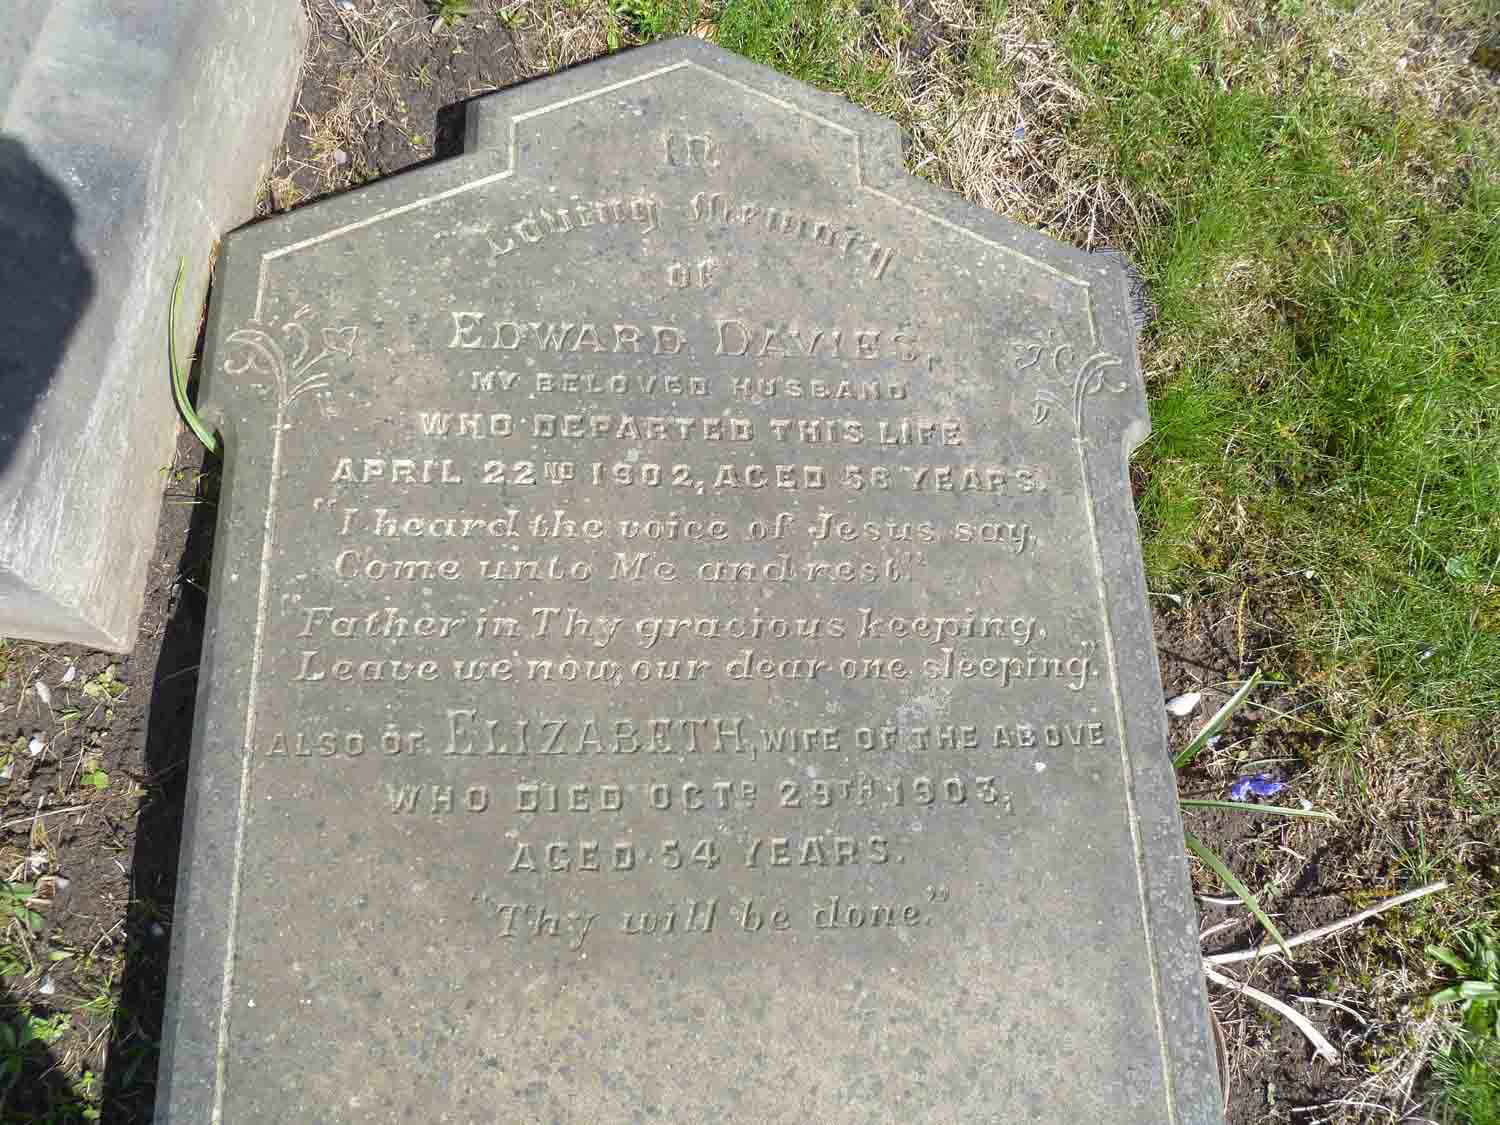 In
Loving Memory
OF
EDWARD DAVIES,
MY BELOVED HUSBAND
WHO DEPARTED THIS LIFE
APRIL 22ND 1902, AGED 58 YEARS.
"I heard the voice of Jesus say,
Come unto Me and rest."
"Father in Thy gracious keeping,
Leave we now, our dear one sleeping."
ALSO OF ELIZABETH, WIFE OF THE ABOVE
WHO DIED OCTR 29TH 1903,
AGED 54 YEARS.
"Thy will be done."